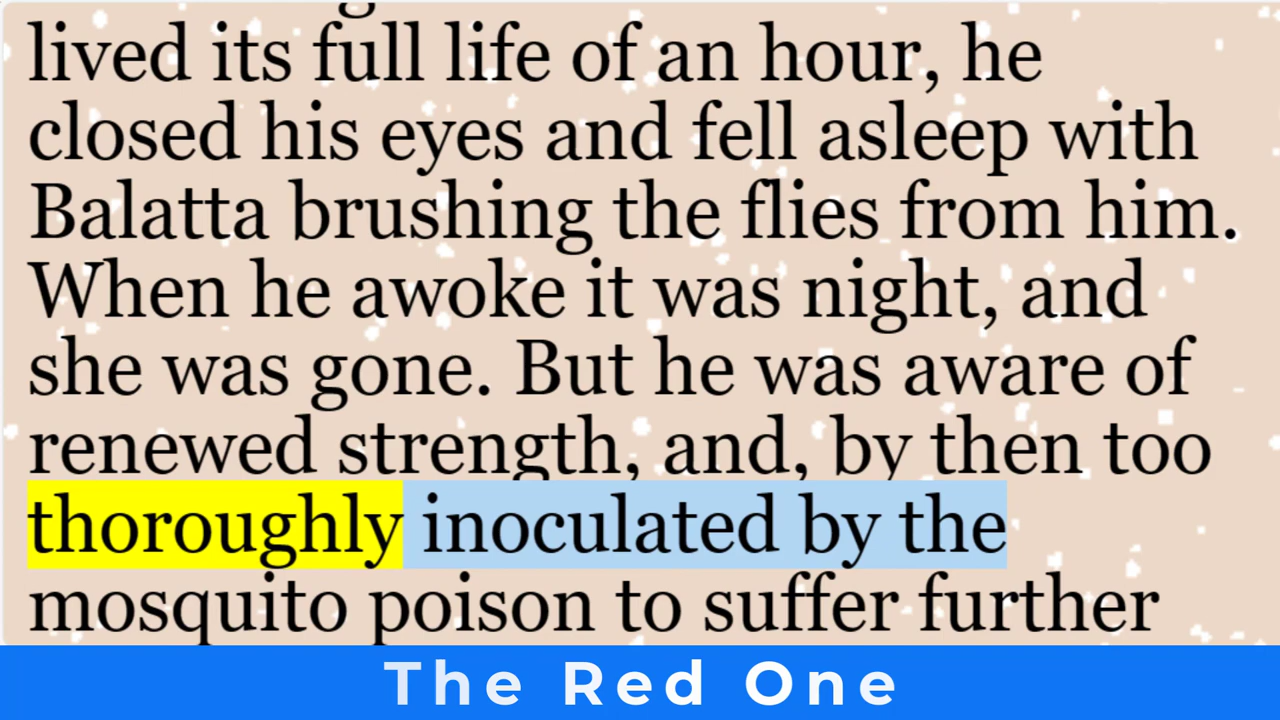 lived its full life of an hour, he
closed his eyes and fell asleep with
Balatta brushing the flies from him.
When he awoke it was night, and
she was gone. But he was aware of
renewed strength, and, by then too
thoroughly inoculated by the
mosquito poison to suffer further
The Red One